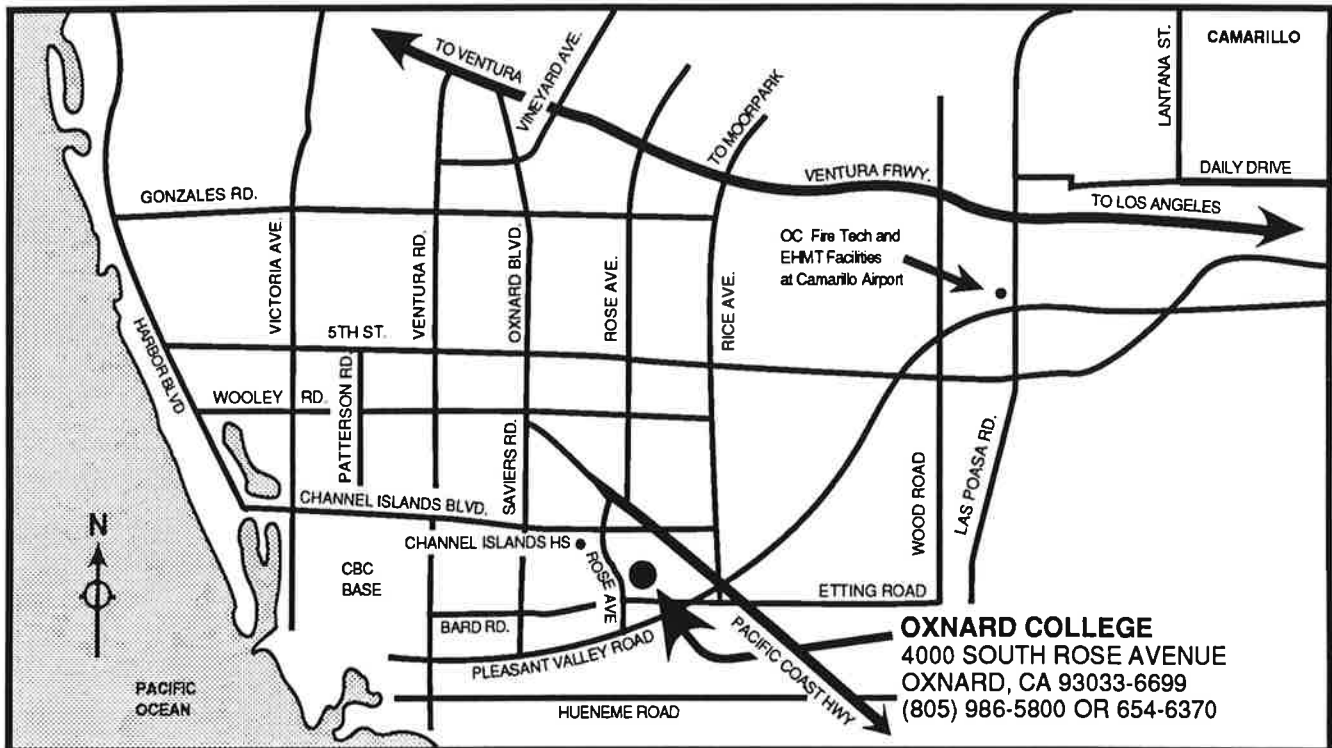 TO VENTURA
VINEYARD AVE.
LANTANA ST.
CAMARILLO
TO MOORPARK
DAILY DRIVE
VENTURA FRWY.
TO LOS ANGELES
GONZALES RD.
VICTORIA AVE.
VENTURA RD.
OXNARD BLVD.
ROSE AVE.
RICE AVE.
OC Fire Tech and
EHMT Facilities
at Camarillo Airport
HARBOR BLVD.
5TH ST.
PATTERSON RD.
WOOLEY RD.
SAVIERS RD.
WOOD ROAD
LAS POASA RD.
CHANNEL ISLANDS BLVD.
N
CHANNEL ISLANDS HS
ROSE AVE
CBC
BASE
ETTING ROAD
BARD RD.
PLEASANT VALLEY ROAD
PACIFIC COAST HWY
HUENEME ROAD
PACIFIC
OCEAN
OXNARD COLLEGE
4000 SOUTH ROSE AVENUE
OXNARD, CA 93033-6699
(805) 986-5800 OR 654-6370